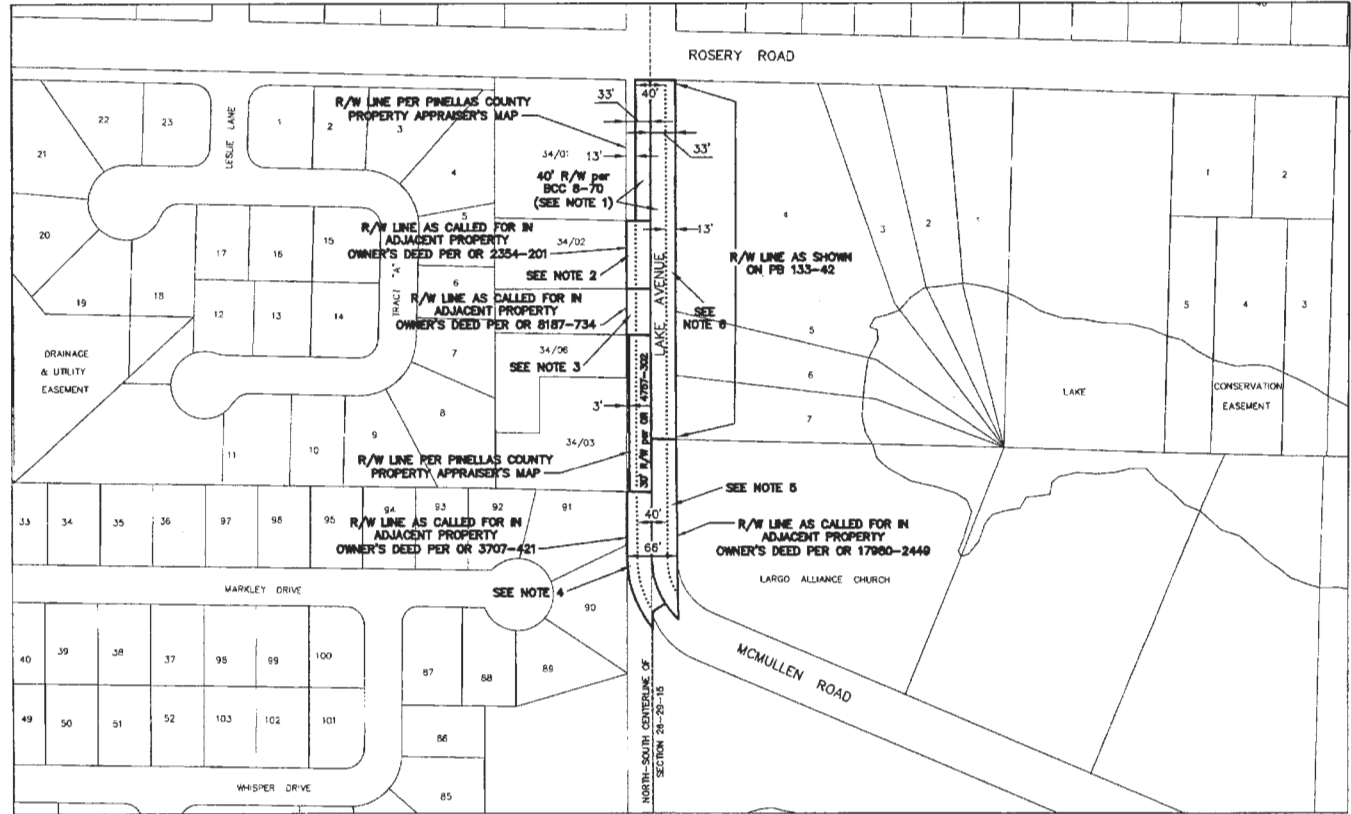 ROSERY ROAD
R/W LINE PER PINELLAS COUNTY
PROPERTY APPRAISER'S MAP
33'
40'
33'
LESLIE LANE
22
23
1
2
3
4
5
21
20
19
18
17
16
15
12
13
14
TRACT "A"
6
7
8
9
10
11
34/01
13'
40' R/W per
BCC 8-70
(SEE NOTE 1)
R/W LINE AS CALLED FOR IN
ADJACENT PROPERTY
OWNER'S DEED PER OR 2354-201
34/02
SEE NOTE 2
13'
LAKE AVENUE
R/W LINE AS SHOWN
ON PB 133-42
R/W LINE AS CALLED FOR IN
ADJACENT PROPERTY
OWNER'S DEED PER OR 8187-734
SEE NOTE 3
34/06
SEE
NOTE 6
DRAINAGE
& UTILITY
EASEMENT
3'
30' R/W per OR 4767-302
34/03
R/W LINE PER PINELLAS COUNTY
PROPERTY APPRAISER'S MAP
4
3
2
1
5
6
7
LAKE
CONSERVATION
EASEMENT
1
2
5
4
3
33
34
35
36
97
96
95
94
93
92
91
SEE NOTE 5
40'
66'
R/W LINE AS CALLED FOR IN
ADJACENT PROPERTY
OWNER'S DEED PER OR 3707-421
R/W LINE AS CALLED FOR IN
ADJACENT PROPERTY
OWNER'S DEED PER OR 17980-2449
LARGO ALLIANCE CHURCH
SEE NOTE 4
MARKLEY DRIVE
90
MCMULLEN ROAD
40
39
38
37
98
99
100
87
88
89
49
50
51
52
103
102
101
86
85
WHISPER DRIVE
NORTH-SOUTH CENTERLINE OF
SECTION 26-29-15